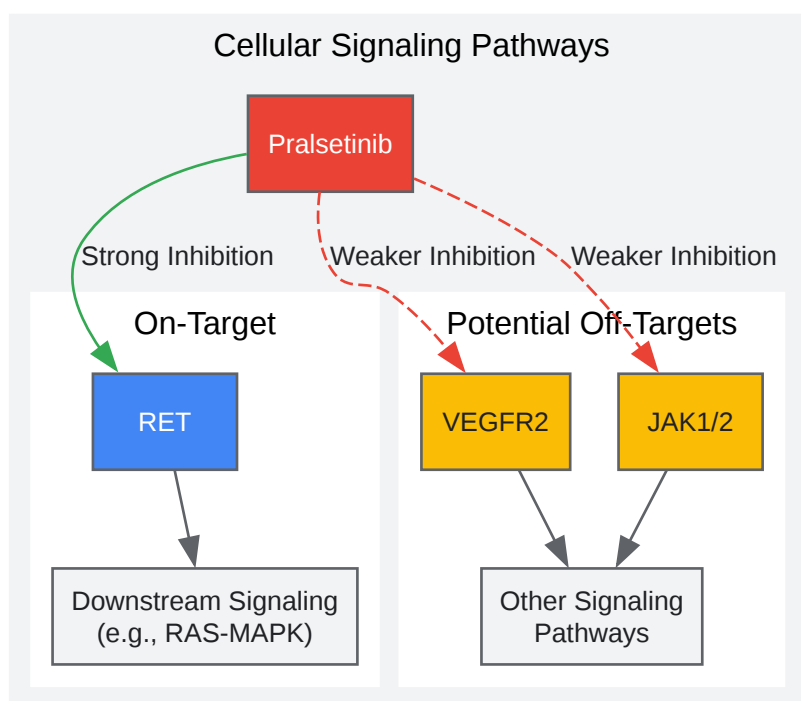 Cellular Signaling Pathways
Pralsetinib
Strong Inhibition
Weaker Inhibition
Weaker Inhibition
On-Target
Potential Off-Targets
RET
VEGFR2
JAK1/2
Downstream Signaling
(e.g., RAS-MAPK)
Other Signaling
Pathways